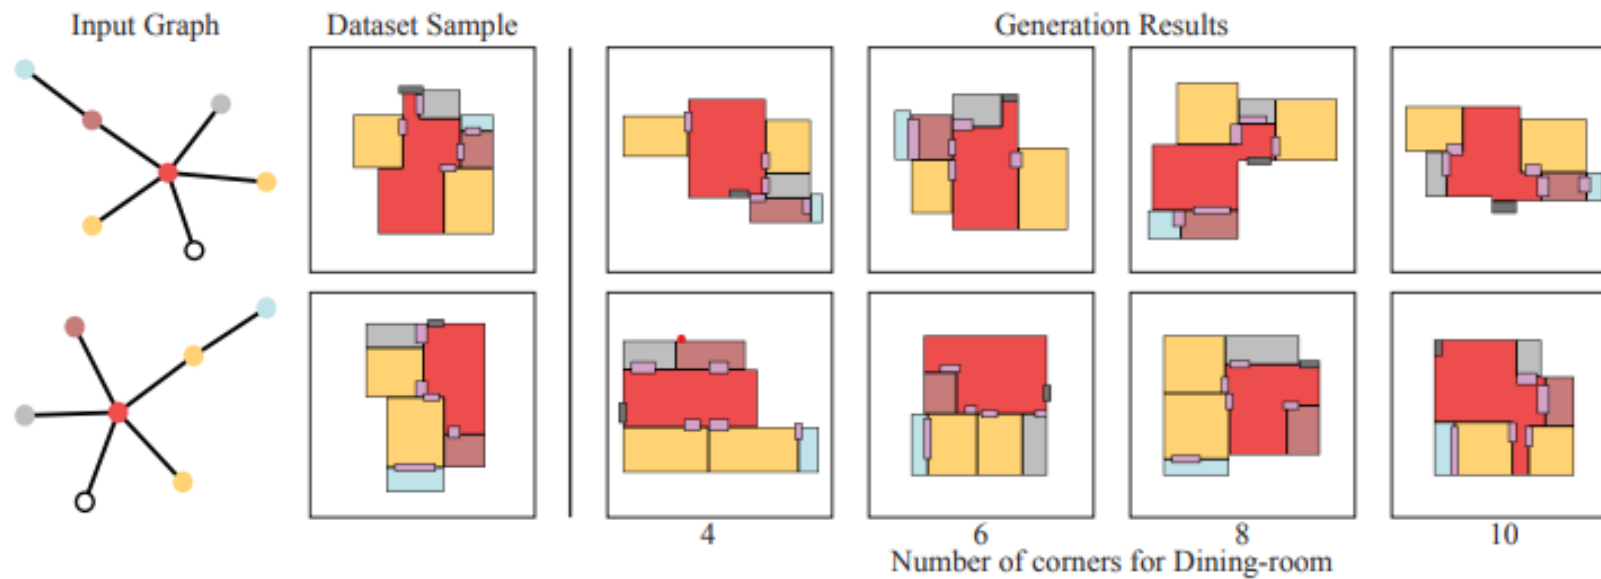 Input Graph
Dataset Sample
Generation Results
4
6
8
10
Number of corners for Dining-room